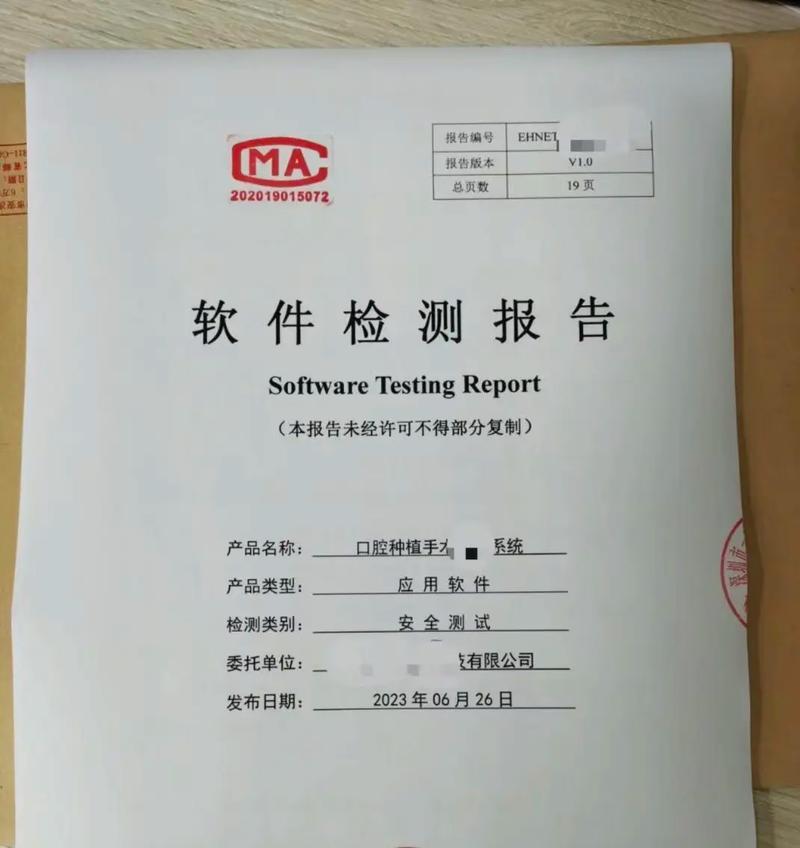 CMA
202019015072
报告编号 EHNET
报告版本 V1.0
总页数 19 页
软件检测报告
Software Testing Report
（本报告未经许可不得部分复制）
产品名称： 口腔种植手 系统
产品类型： 应用软件
检测类别： 安全测试
委托单位： 有限公司
发布日期： 2023 年 06 月 26 日